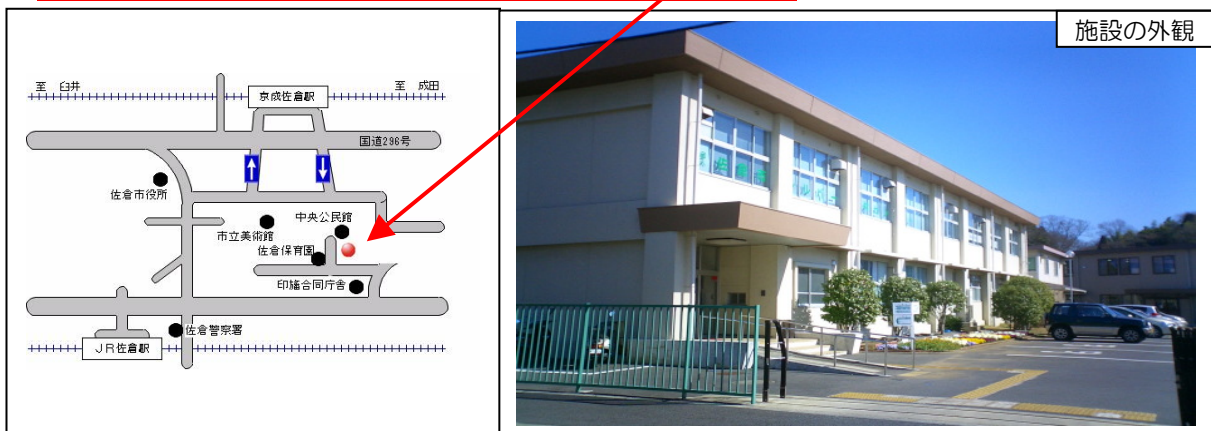 施設の外観
至 臼井
至 成田
京成佐倉駅
国道296号
佐倉市役所
中央公民館
市立美術館
佐倉保育園
印旛合同庁舎
佐倉警察署
JR佐倉駅